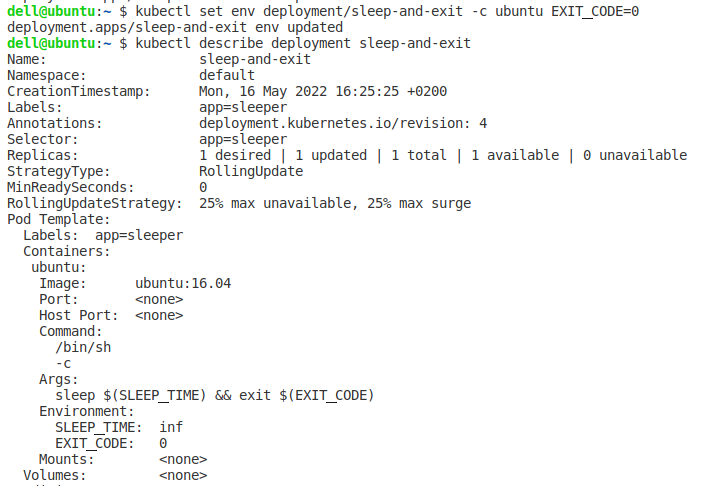 dell@ubuntu:~ $ kubectl set env deployment/sleep-and-exit -c ubuntu EXIT_CODE=0
deployment.apps/sleep-and-exit env updated
dell@ubuntu:~ $ kubectl describe deployment sleep-and-exit
Name:                   sleep-and-exit
Namespace:              default
CreationTimestamp:      Mon, 16 May 2022 16:25:25 +0200
Labels:                 app=sleeper
Annotations:            deployment.kubernetes.io/revision: 4
Selector:               app=sleeper
Replicas:               1 desired | 1 updated | 1 total | 1 available | 0 unavailable
StrategyType:           RollingUpdate
MinReadySeconds:        0
RollingUpdateStrategy:  25% max unavailable, 25% max surge
Pod Template:
  Labels:  app=sleeper
  Containers:
   ubuntu:
    Image:      ubuntu:16.04
    Port:       <none>
    Host Port:  <none>
    Command:
      /bin/sh
      -c
    Args:
      sleep $(SLEEP_TIME) && exit $(EXIT_CODE)
    Environment:
      SLEEP_TIME:  inf
      EXIT_CODE:   0
    Mounts:        <none>
  Volumes:         <none>